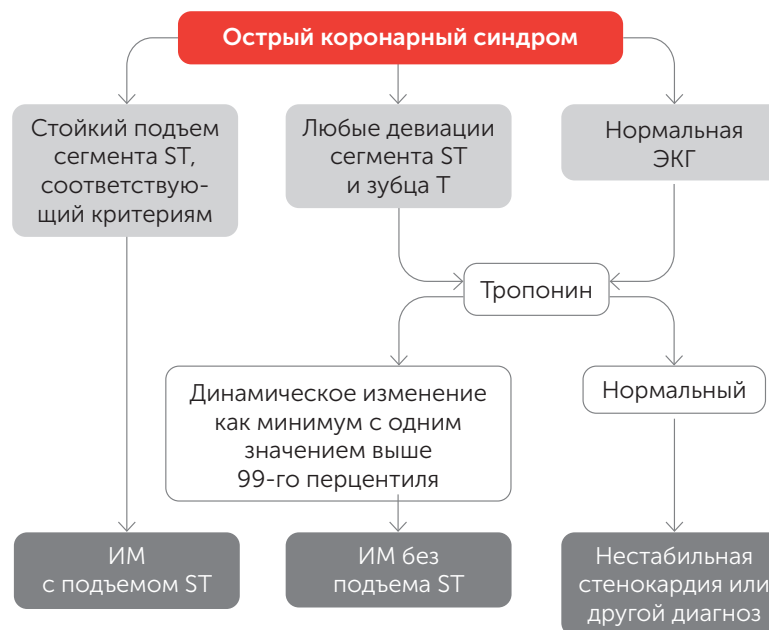 Острый коронарный синдром
Стойкий подъем
сегмента ST,
соответствую-
щий критериям
Любые девиации
сегмента ST
и зубца T
Нормальная
ЭКГ
Тропонин
Динамическое изменение
как минимум с одним
значением выше
99-го перцентиля
Нормальный
ИМ
с подъемом ST
ИМ без
подъема ST
Нестабильная
стенокардия или
другой диагноз